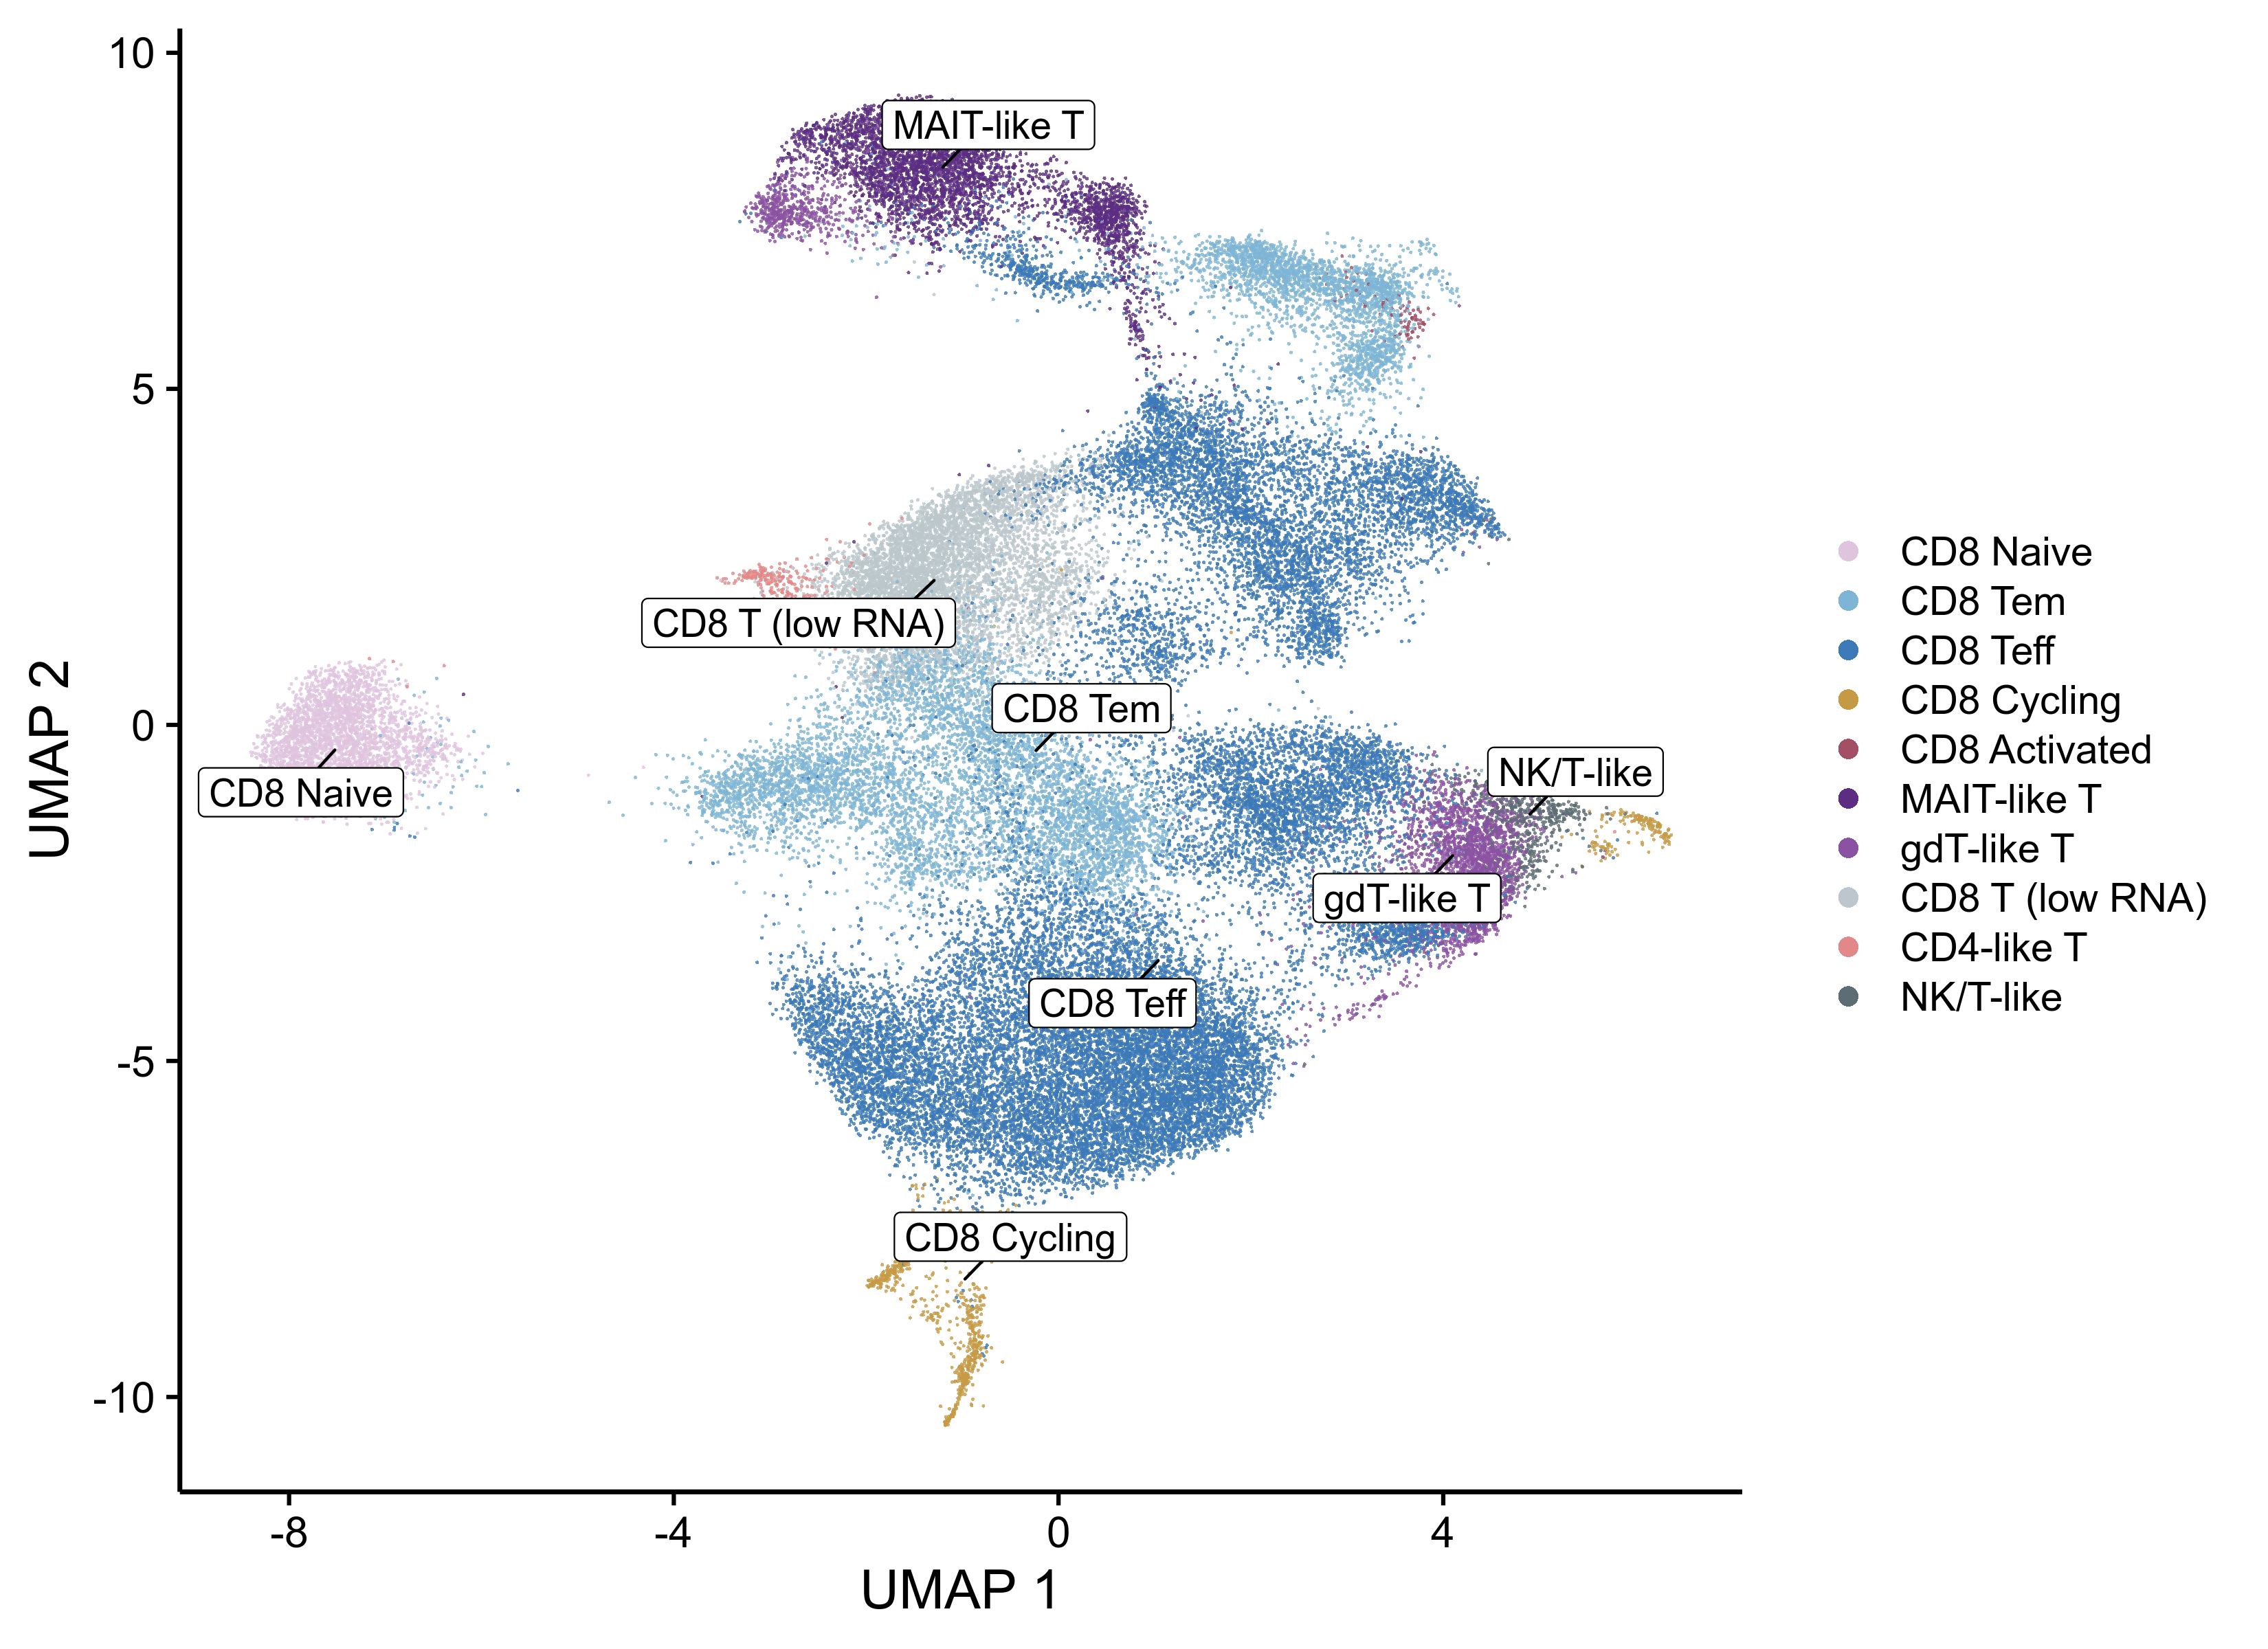 10
5
0
-5
-10
UMAP 2
-8
-4
0
4
UMAP 1
MAIT-like T
CD8 T (low RNA)
CD8 Tem
CD8 Naive
NK/T-like
gdT-like T
CD8 Teff
CD8 Cycling
CD8 Naive
CD8 Tem
CD8 Teff
CD8 Cycling
CD8 Activated
MAIT-like T
gdT-like T
CD8 T (low RNA)
CD4-like T
NK/T-like